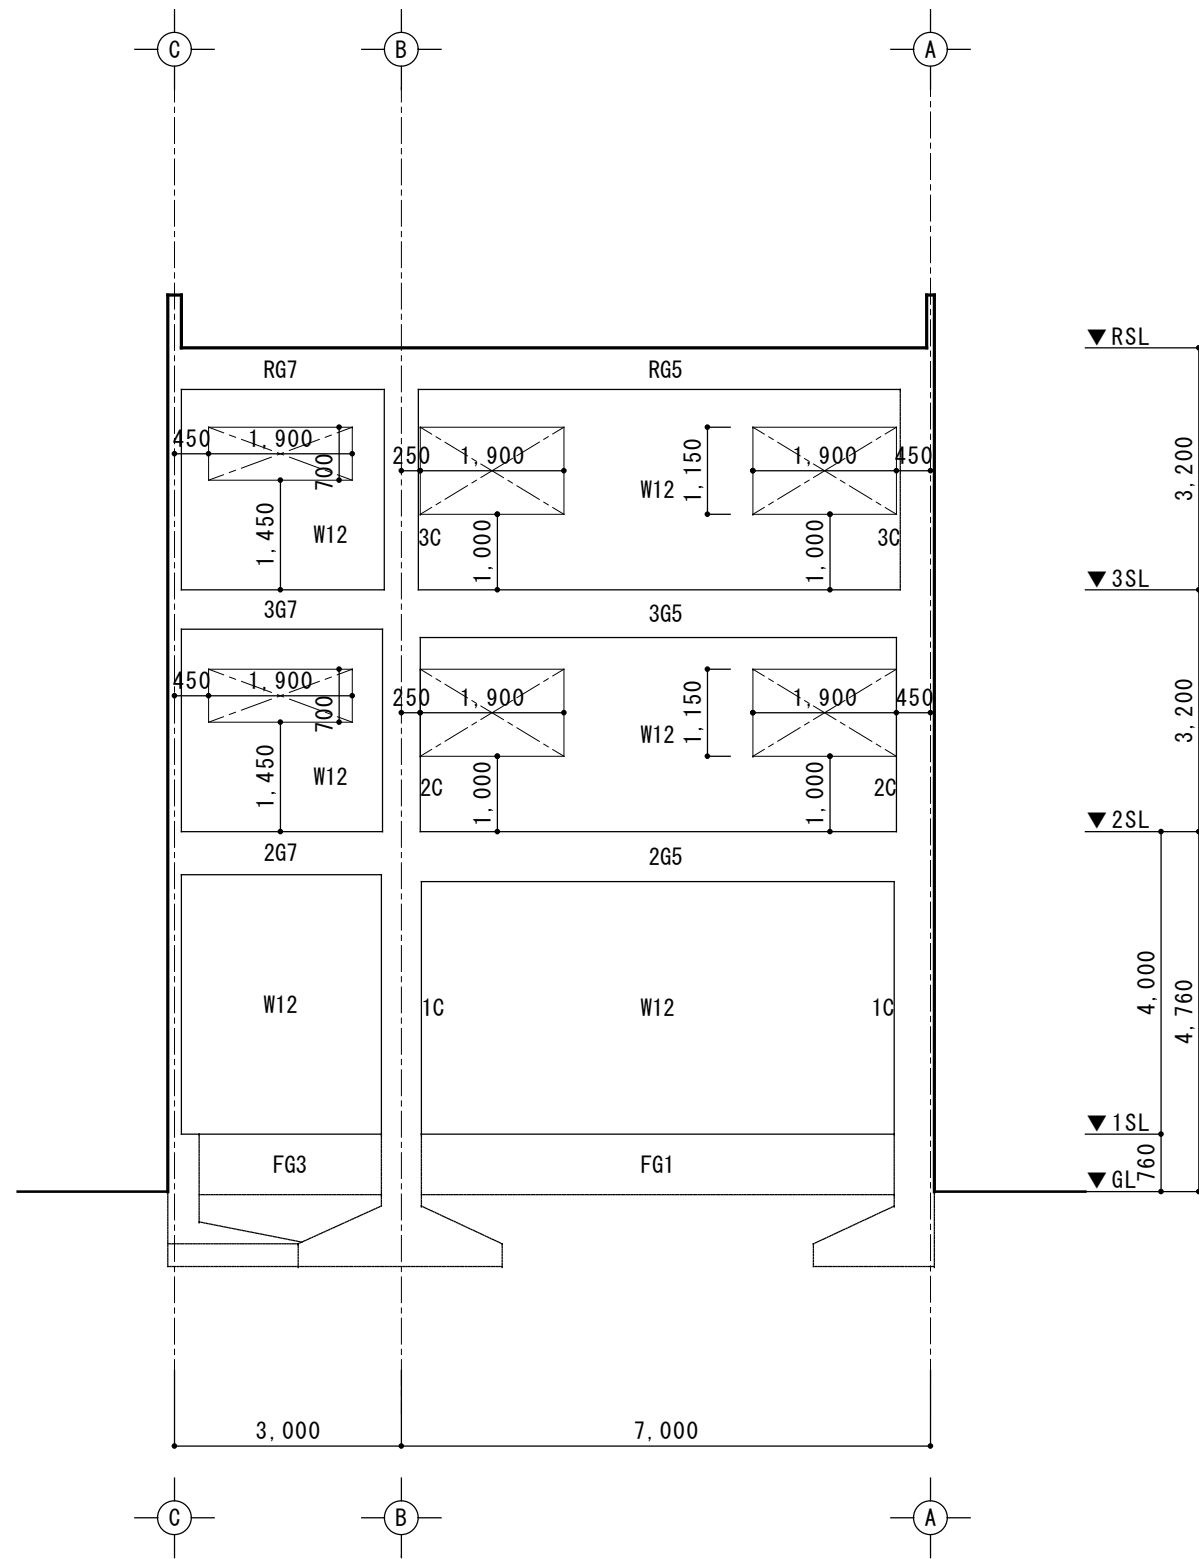 C B A
▼RSL
RG7 RG5
450 1,900 700 250 1,900 1,150 1,900 450
3,200
W12
1,450 W12 3C 1,000 1,000 3C
▼3SL
3G7 3G5
450 1,900 700 250 1,900 1,150 1,900 450
3,200
W12
1,450 W12 2C 1,000 1,000 2C
▼2SL
2G7 2G5
4,000 4,760
W12 1C W12 1C
▼1SL
FG3 FG1
760
▼GL
3,000 7,000
C B A